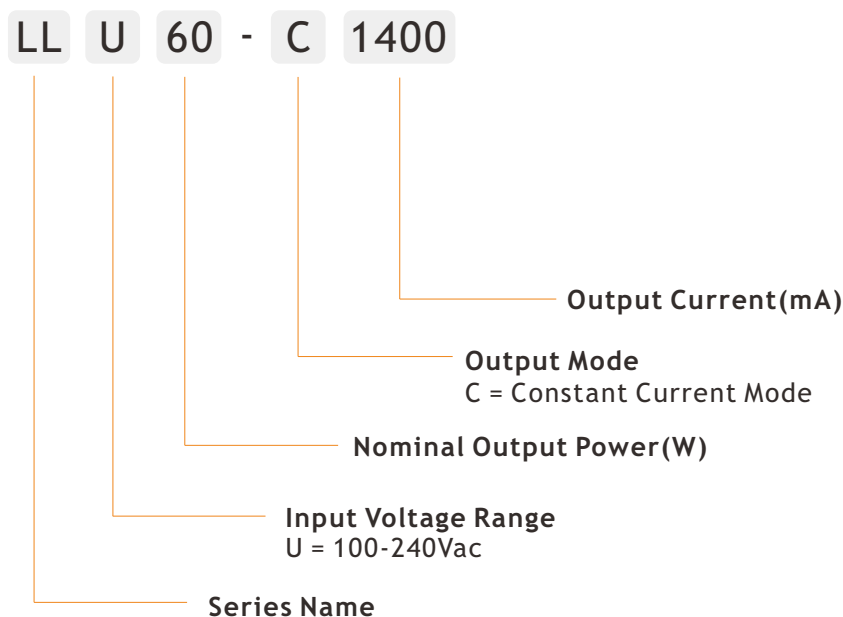 LL U 60 - C 1400
Output Current(mA)
Output Mode
C = Constant Current Mode
Nominal Output Power(W)
Input Voltage Range
U = 100-240Vac
Series Name